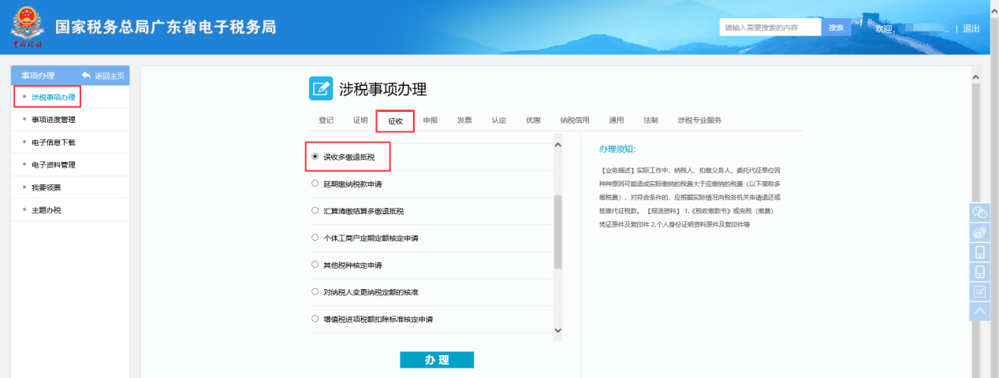 国家税务总局广东省电子税务局
请输入需要搜索的内容
搜索
欢迎,
.. | 退出
事项办理
返回主页
涉税事项办理
事项进度管理
电子信息下载
电子资料管理
我要领票
主题办税
涉税事项办理
登记 证明 征收 申报 发票 认定 优惠 纳税信用 通用 法制 涉税专业服务
误收多缴退抵税
延期缴纳税款申请
汇算清缴结算多缴退抵税
个体工商户定期定额核定申请
其他税种核定申请
对纳税人变更纳税定额的核准
增值税进项税额扣除标准核定申请
办理
办理须知:
【业务描述】实际工作中，纳税人、扣缴义务人、委托代征单位因
种种原因可能造成实际缴纳的税费大于应缴纳的税费（以下简称多
缴税费），对符合条件的，应根据实际情况向税务机关申请退还或
抵缴代征税款。 【报送资料】 1.《税收缴款书》或完税（缴费）
凭证原件及复印件 2.个人身份证明资料原件及复印件等